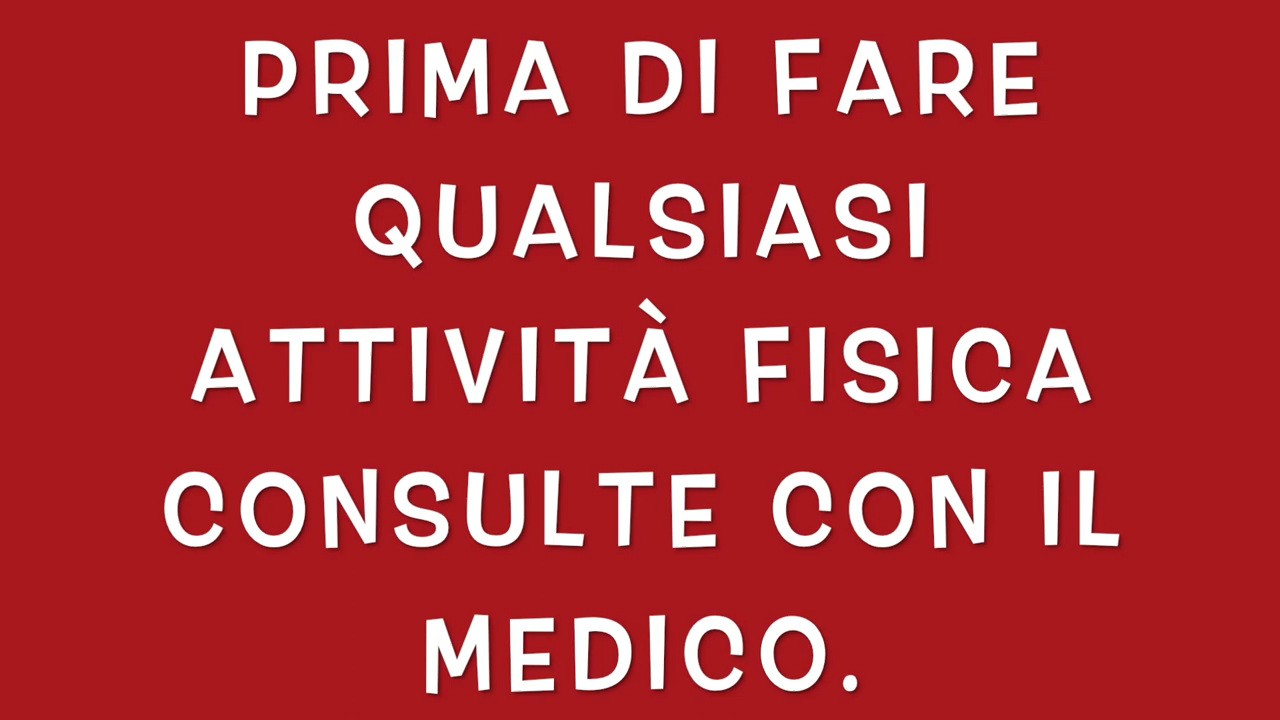 PRIMA DI FARE
QUALSIASI
ATTIVITÀ FISICA
CONSULTE CON IL
MEDICO.